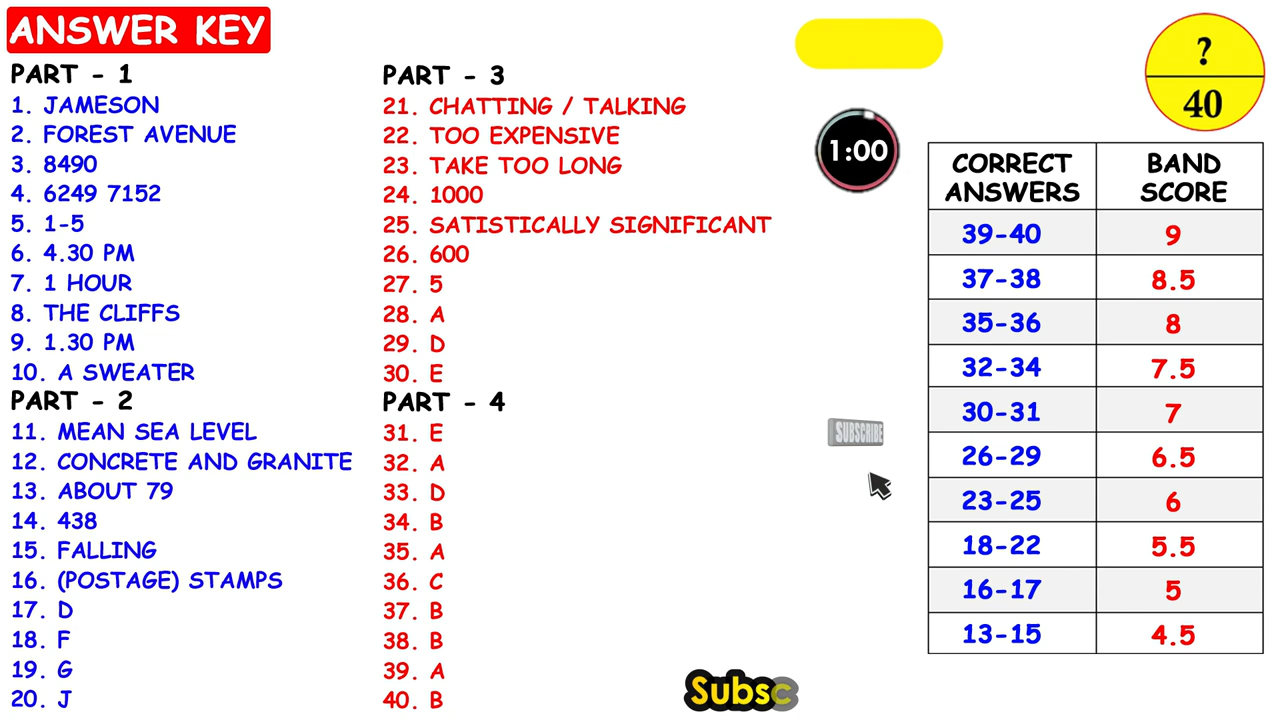 ANSWER KEY
PART - 1
1. JAMESON
2. FOREST AVENUE
3. 8490
4. 6249 7152
5. 1-5
6. 4.30 PM
7. 1 HOUR
8. THE CLIFFS
9. 1.30 PM
10. A SWEATER
PART - 2
11. MEAN SEA LEVEL
12. CONCRETE AND GRANITE
13. ABOUT 79
14. 438
15. FALLING
16. (POSTAGE) STAMPS
17. D
18. F
19. G
20. J
PART - 3
21. CHATTING / TALKING
22. TOO EXPENSIVE
23. TAKE TOO LONG
24. 1000
25. SATISTICALLY SIGNIFICANT
26. 600
27. 5
28. A
29. D
30. E
PART - 4
31. E
32. A
33. D
34. B
35. A
36. C
37. B
38. B
39. A
40. B
1:00
SUBSCRIBE
Subsc
?
40
CORRECT ANSWERS BAND SCORE
39-40 9
37-38 8.5
35-36 8
32-34 7.5
30-31 7
26-29 6.5
23-25 6
18-22 5.5
16-17 5
13-15 4.5